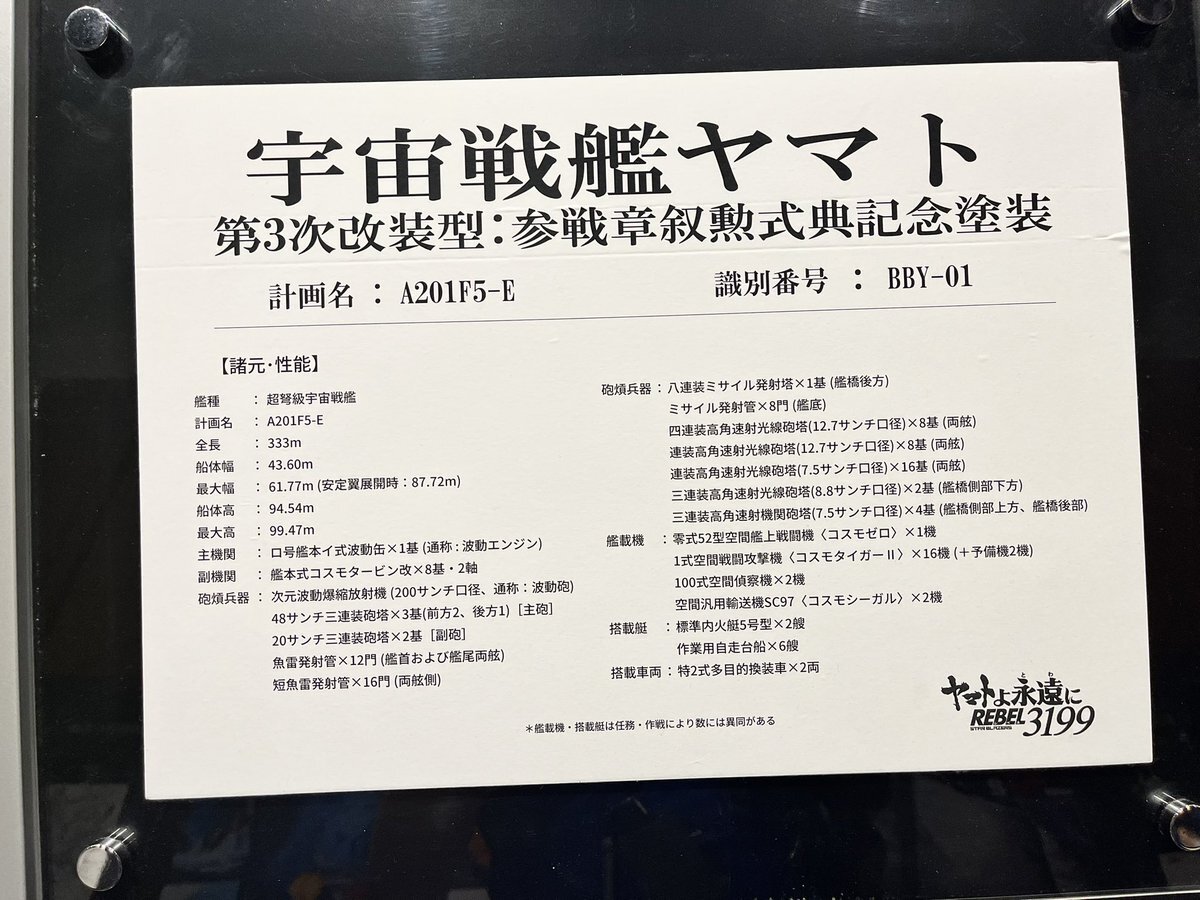 宇宙戦艦ヤマト
第3次改装型：参戦章叙勲式典記念塗装
計画名 ： A201F5-E
識別番号 ： BBY-01
【諸元・性能】
艦種 ： 超弩級宇宙戦艦
計画名 ： A201F5-E
全長 ： 333m
船体幅 ： 43.60m
最大幅 ： 61.77m (安定翼展開時：87.72m)
船体高 ： 94.54m
最大高 ： 99.47m
主機関 ： ロ号艦本イ式波動缶×1基 (通称：波動エンジン)
副機関 ： 艦本式コスモタービン改×8基・2軸
砲熕兵器 ： 次元波動爆縮放射機 (200サンチ口径、通称：波動砲)
48サンチ三連装砲塔×3基(前方2、後方1)［主砲］
20サンチ三連装砲塔×2基［副砲］
魚雷発射管×12門 (艦首および艦尾両舷)
短魚雷発射管×16門 (両舷側)
砲熕兵器 ： 八連装ミサイル発射塔×1基 (艦橋後方)
ミサイル発射管×8門 (艦底)
四連装高角速射光線砲塔(12.7サンチ口径)×8基 (両舷)
連装高角速射光線砲塔(12.7サンチ口径)×8基 (両舷)
連装高角速射光線砲塔(7.5サンチ口径)×16基 (両舷)
三連装高角速射光線砲塔(8.8サンチ口径)×2基 (艦橋側部下方)
三連装高角速射機関砲塔(7.5サンチ口径)×4基 (艦橋側部上方、艦橋後部)
艦載機 ： 零式52型空間艦上戦闘機〈コスモゼロ〉×1機
1式空間戦闘攻撃機〈コスモタイガーⅡ〉×16機 (＋予備機2機)
100式空間偵察機×2機
空間汎用輸送機SC97〈コスモシーガル〉×2機
搭載艇 ： 標準内火艇5号型×2艘
作業用自走台船×6艘
搭載車両 ： 特2式多目的換装車×2両
＊艦載機・搭載艇は任務・作戦により数には異同がある
ヤマトよ永遠に
とわ
REBEL3199
STAR BLAZERS